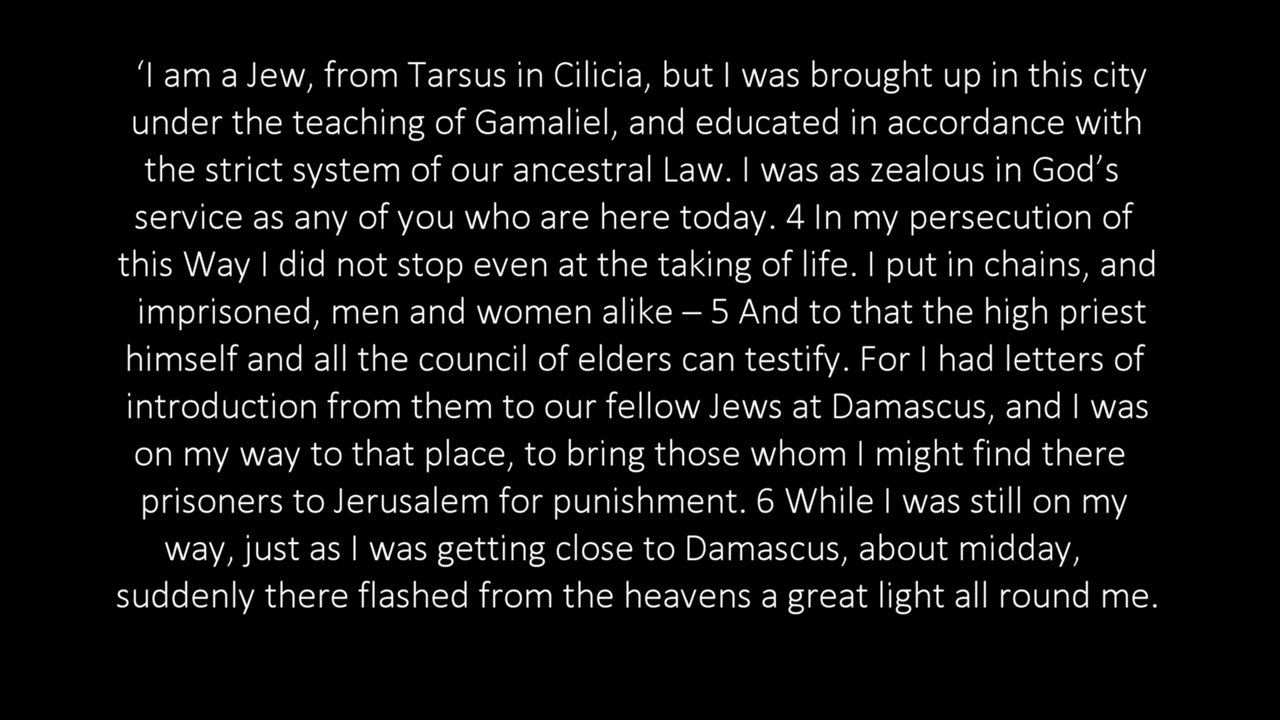 ‘I am a Jew, from Tarsus in Cilicia, but I was brought up in this city
under the teaching of Gamaliel, and educated in accordance with
the strict system of our ancestral Law. I was as zealous in God’s
service as any of you who are here today. 4 In my persecution of
this Way I did not stop even at the taking of life. I put in chains, and
imprisoned, men and women alike – 5 And to that the high priest
himself and all the council of elders can testify. For I had letters of
introduction from them to our fellow Jews at Damascus, and I was
on my way to that place, to bring those whom I might find there
prisoners to Jerusalem for punishment. 6 While I was still on my
way, just as I was getting close to Damascus, about midday,
suddenly there flashed from the heavens a great light all round me.